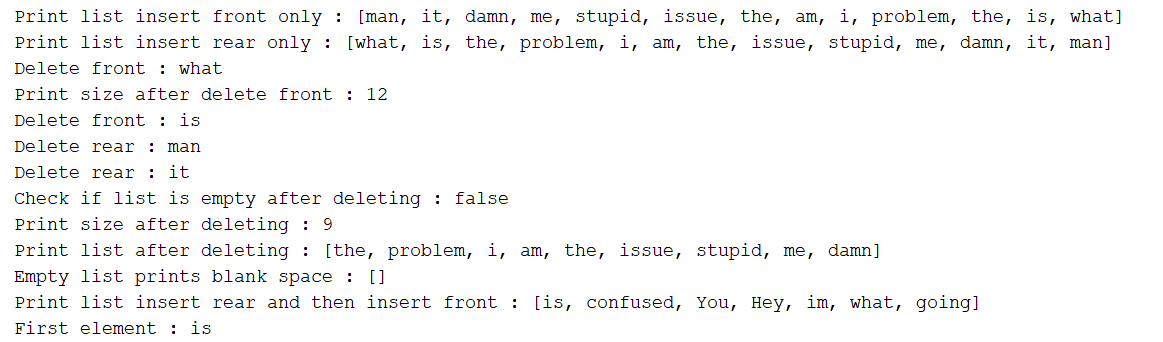 Print list insert front only : [man, it, damn, me, stupid, issue, the, am, i, problem, the, is, what]
Print list insert rear only : [what, is, the, problem, i, am, the, issue, stupid, me, damn, it, man]
Delete front : what
Print size after delete front : 12
Delete front : is
Delete rear : man
Delete rear : it
Check if list is empty after deleting : false
Print size after deleting : 9
Print list after deleting : [the, problem, i, am, the, issue, stupid, me, damn]
Empty list prints blank space : []
Print list insert rear and then insert front : [is, confused, You, Hey, im, what, going]
First element : is